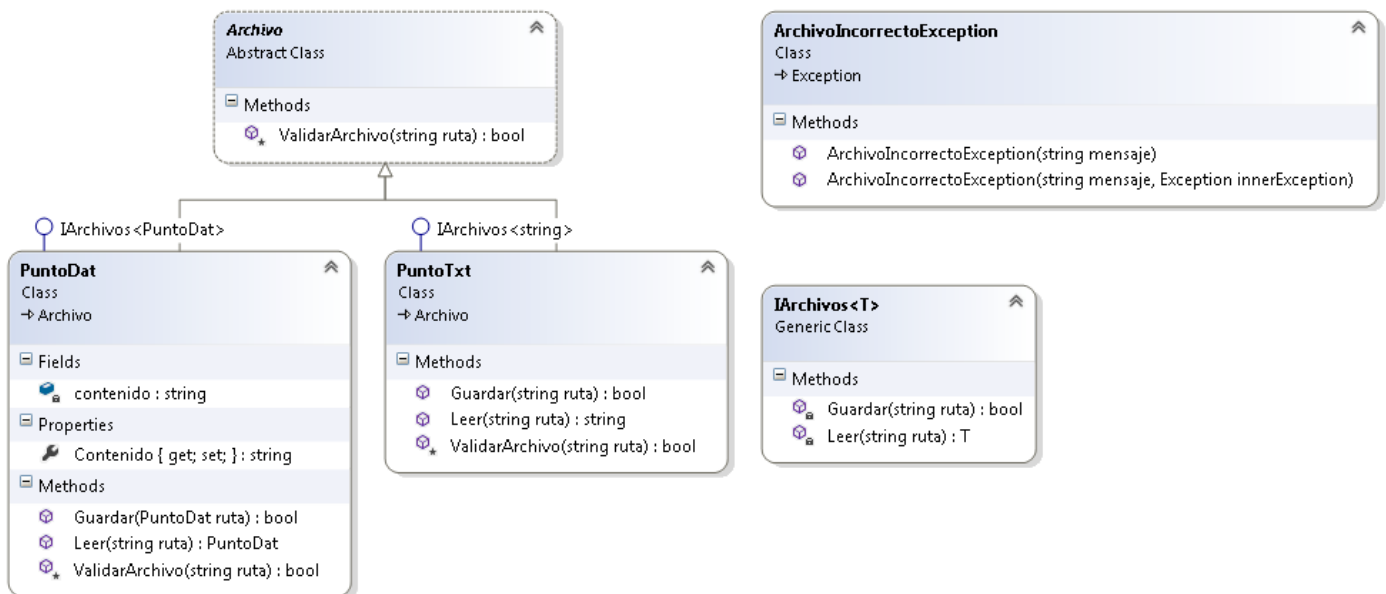 Archivo
Abstract Class
Methods
ValidarArchivo(string ruta) : bool
ArchivoIncorrectoException
Class
Exception
Methods
ArchivoIncorrectoException(string mensaje)
ArchivoIncorrectoException(string mensaje, Exception innerException)
IArchivos<PuntoDat>
PuntoDat
Class
Archivo
Fields
contenido : string
Properties
Contenido { get; set; } : string
Methods
Guardar(PuntoDat ruta) : bool
Leer(string ruta) : PuntoDat
ValidarArchivo(string ruta) : bool
IArchivos<string>
PuntoTxt
Class
Archivo
Methods
Guardar(string ruta) : bool
Leer(string ruta) : string
ValidarArchivo(string ruta) : bool
IArchivos<T>
Generic Class
Methods
Guardar(string ruta) : bool
Leer(string ruta) : T